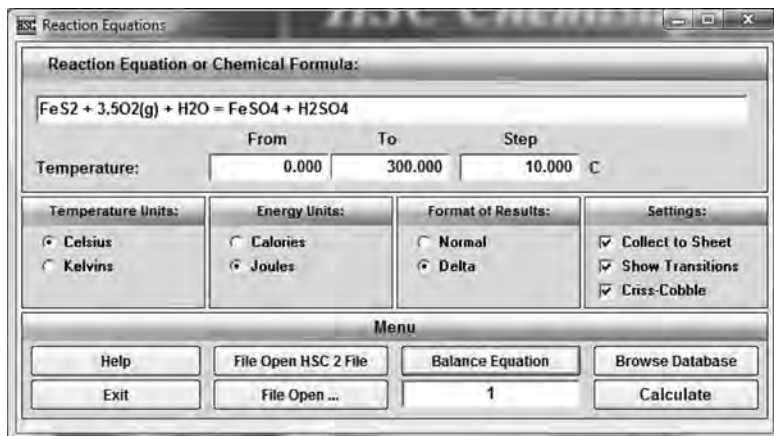 HSC Chemi
HSC Reaction Equations
Reaction Equation or Chemical Formula:
FeS2 + 3.5O2(g) + H2O = FeSO4 + H2SO4
From To Step
Temperature: 0.000 300.000 10.000 C
Temperature Units: Energy Units: Format of Results: Settings:
Celsius Calories Normal Collect to Sheet
Kelvins Joules Delta Show Transitions
Criss-Cobble
Menu
Help File Open HSC 2 File Balance Equation Browse Database
Exit File Open ... 1 Calculate